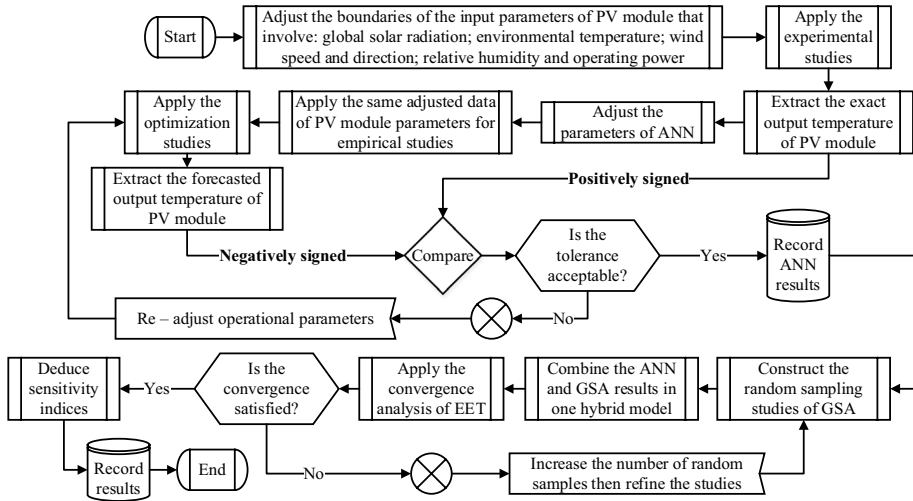 Start
Adjust the boundaries of the input parameters of PV module that
involve: global solar radiation; environmental temperature; wind
speed and direction; relative humidity and operating power
Apply the
experimental
studies
Apply the
optimization
studies
Apply the same adjusted data
of PV module parameters for
empirical studies
Adjust the
parameters of ANN
Extract the exact
output temperature
of PV module
Extract the forecasted
output temperature of
PV module
Positively signed
Negatively signed
Compare
Is the
tolerance
acceptable?
Yes
Record
ANN
results
No
Re – adjust operational parameters
Deduce
sensitivity
indices
Yes
Is the
convergence
satisfied?
Apply the
convergence
analysis of EET
Combine the ANN
and GSA results in
one hybrid model
Construct the
random sampling
studies of GSA
Record
results
End
No
Increase the number of random
samples then refine the studies